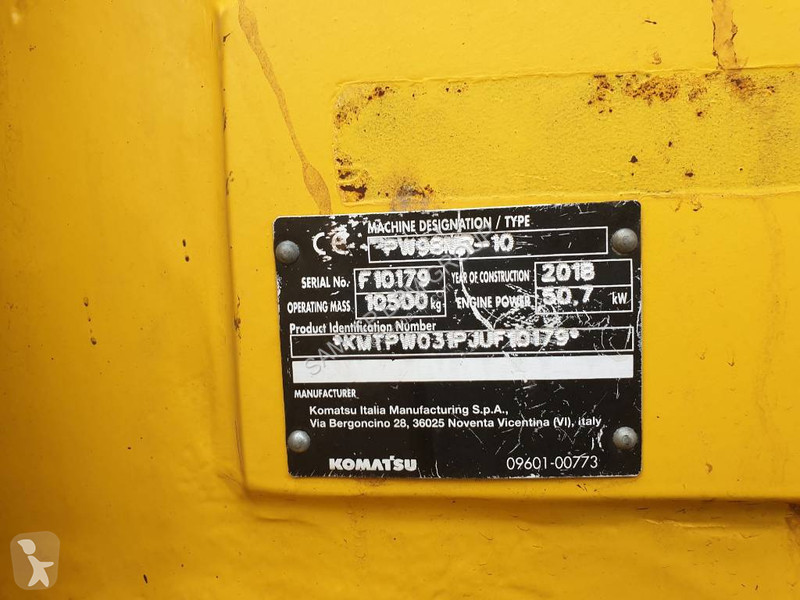 CE MACHINE DESIGNATION / TYPE
PW98MR-10
SERIAL No. F10179 YEAR OF CONSTRUCTION 2018
OPERATING MASS 10500 kg ENGINE POWER 50.7 kW
Product Identification Number
*KMTPW031PJUF10179*
MANUFACTURER
Komatsu Italia Manufacturing S.p.A.,
Via Bergoncino 28, 36025 Noventa Vicentina (VI), italy
KOMATSU 09601-00773